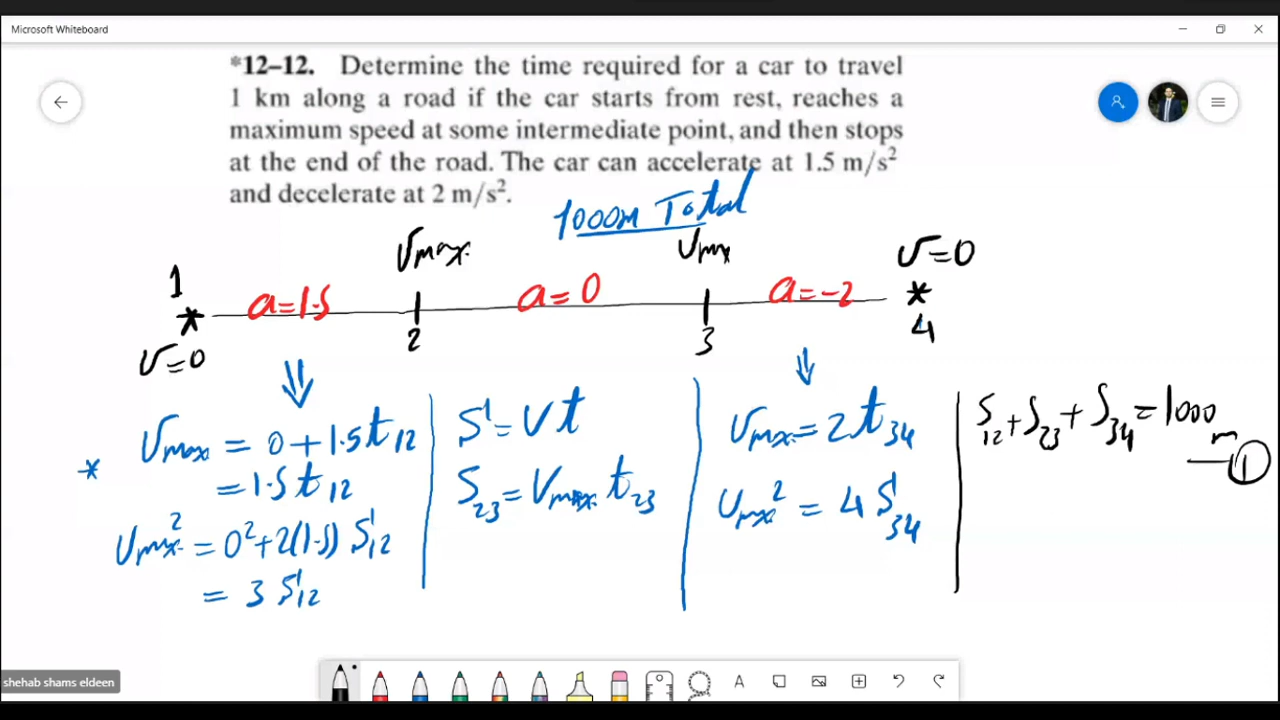 Microsoft Whiteboard
*12–12. Determine the time required for a car to travel
1 km along a road if the car starts from rest, reaches a
maximum speed at some intermediate point, and then stops
at the end of the road. The car can accelerate at 1.5 m/s²
and decelerate at 2 m/s².
1000m Total
1
Vmax
Vmx
V=0
a=1.5
a=0
a=-2
V=0
2
3
4
Vmax = 0+1.5t12
= 1.5t12
Vmx² = 0²+2(1.5) S12
= 3 S12
S=Vt
S23=Vmax t23
Vmx=2t34
Vmx² = 4 S34
S12+S23+S34=1000m
1
shehab shams eldeen
A